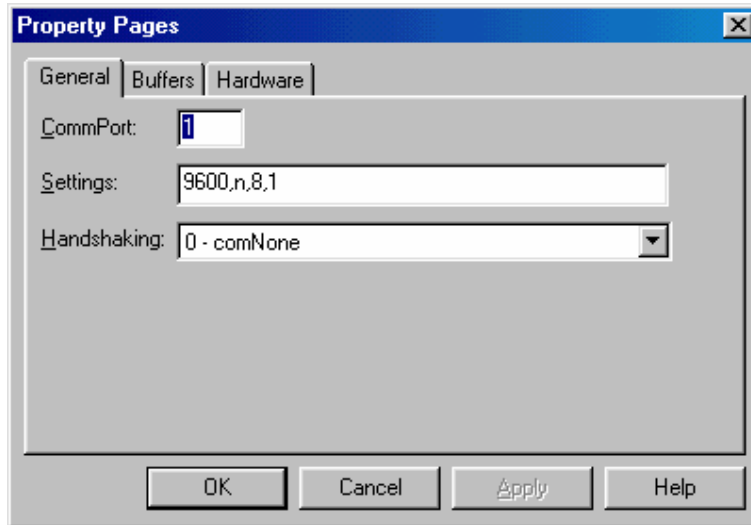 Property Pages
General Buffers Hardware
CommPort: 1
Settings: 9600,n,8,1
Handshaking: 0 - comNone
OK Cancel Apply Help